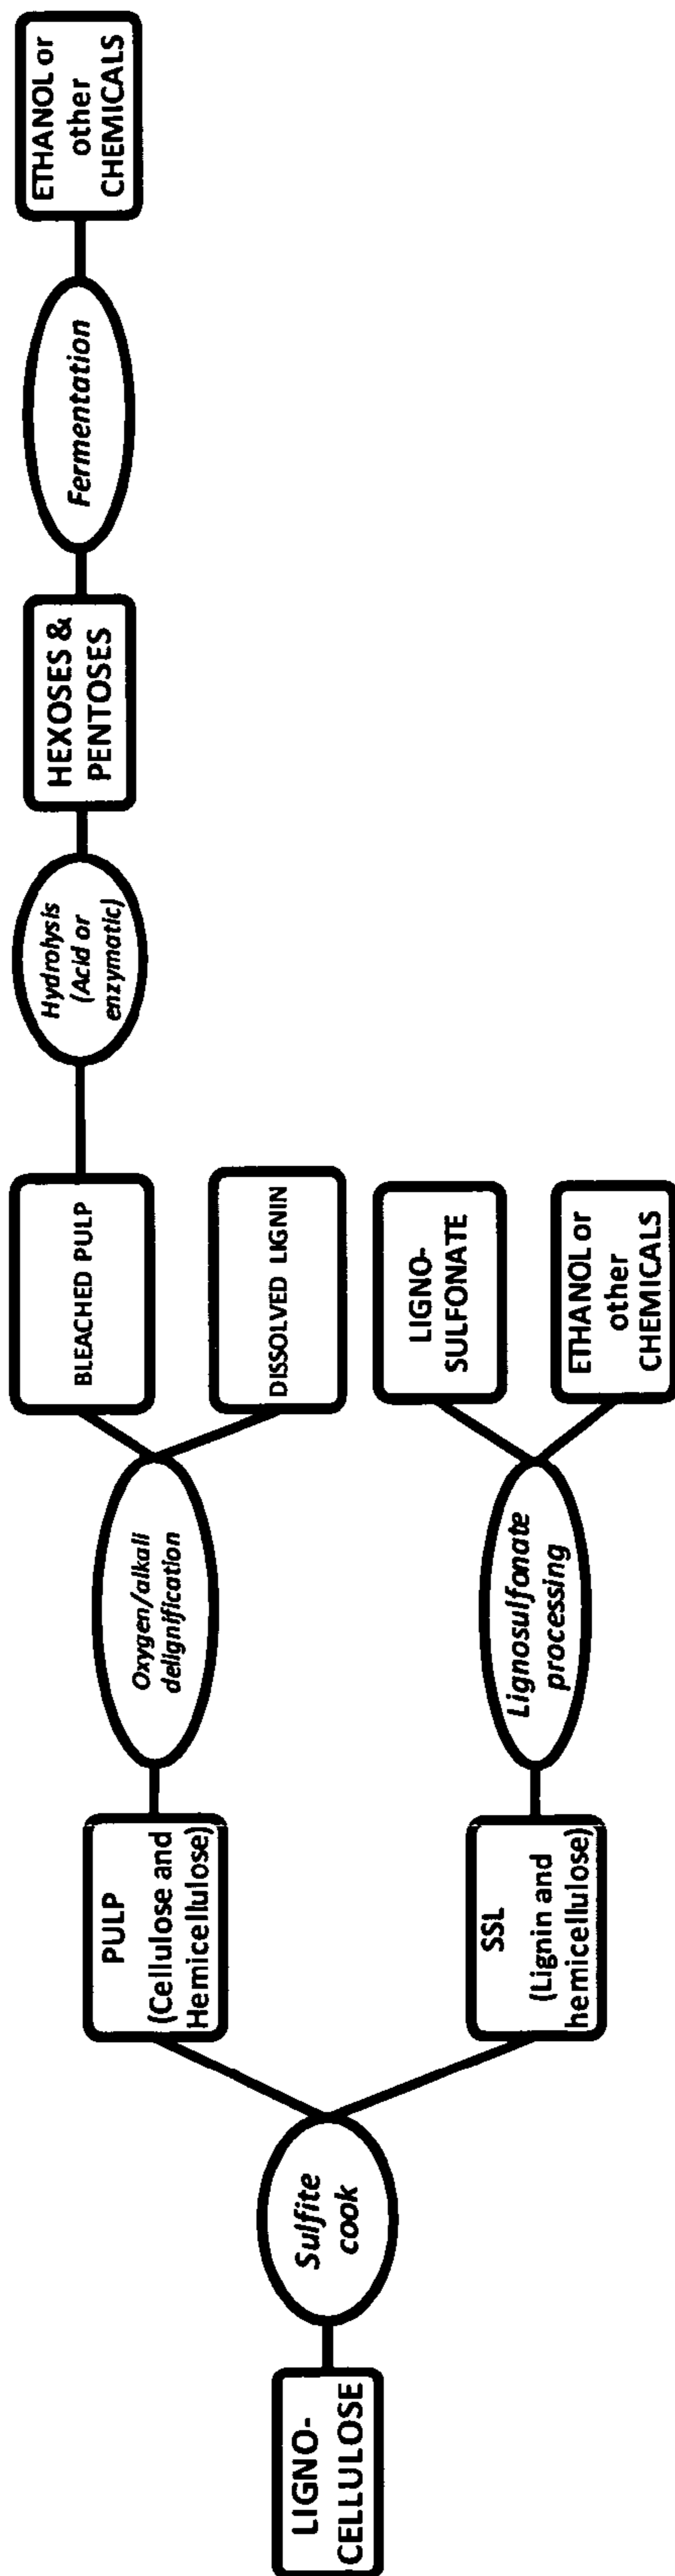 LIGNO-
CELLULOSE
Sulfite
cook
PULP
(Cellulose and
Hemicellulose)
SSL
(Lignin and
hemicellulose)
Oxygen/alkali
delignification
Lignosulfonate
processing
BLEACHED PULP
DISSOLVED LIGNIN
LIGNO-
SULFONATE
ETHANOL or
other
CHEMICALS
Hydrolysis
(Acid or
enzymatic)
HEXOSES &
PENTOSES
Fermentation
ETHANOL or
other
CHEMICALS